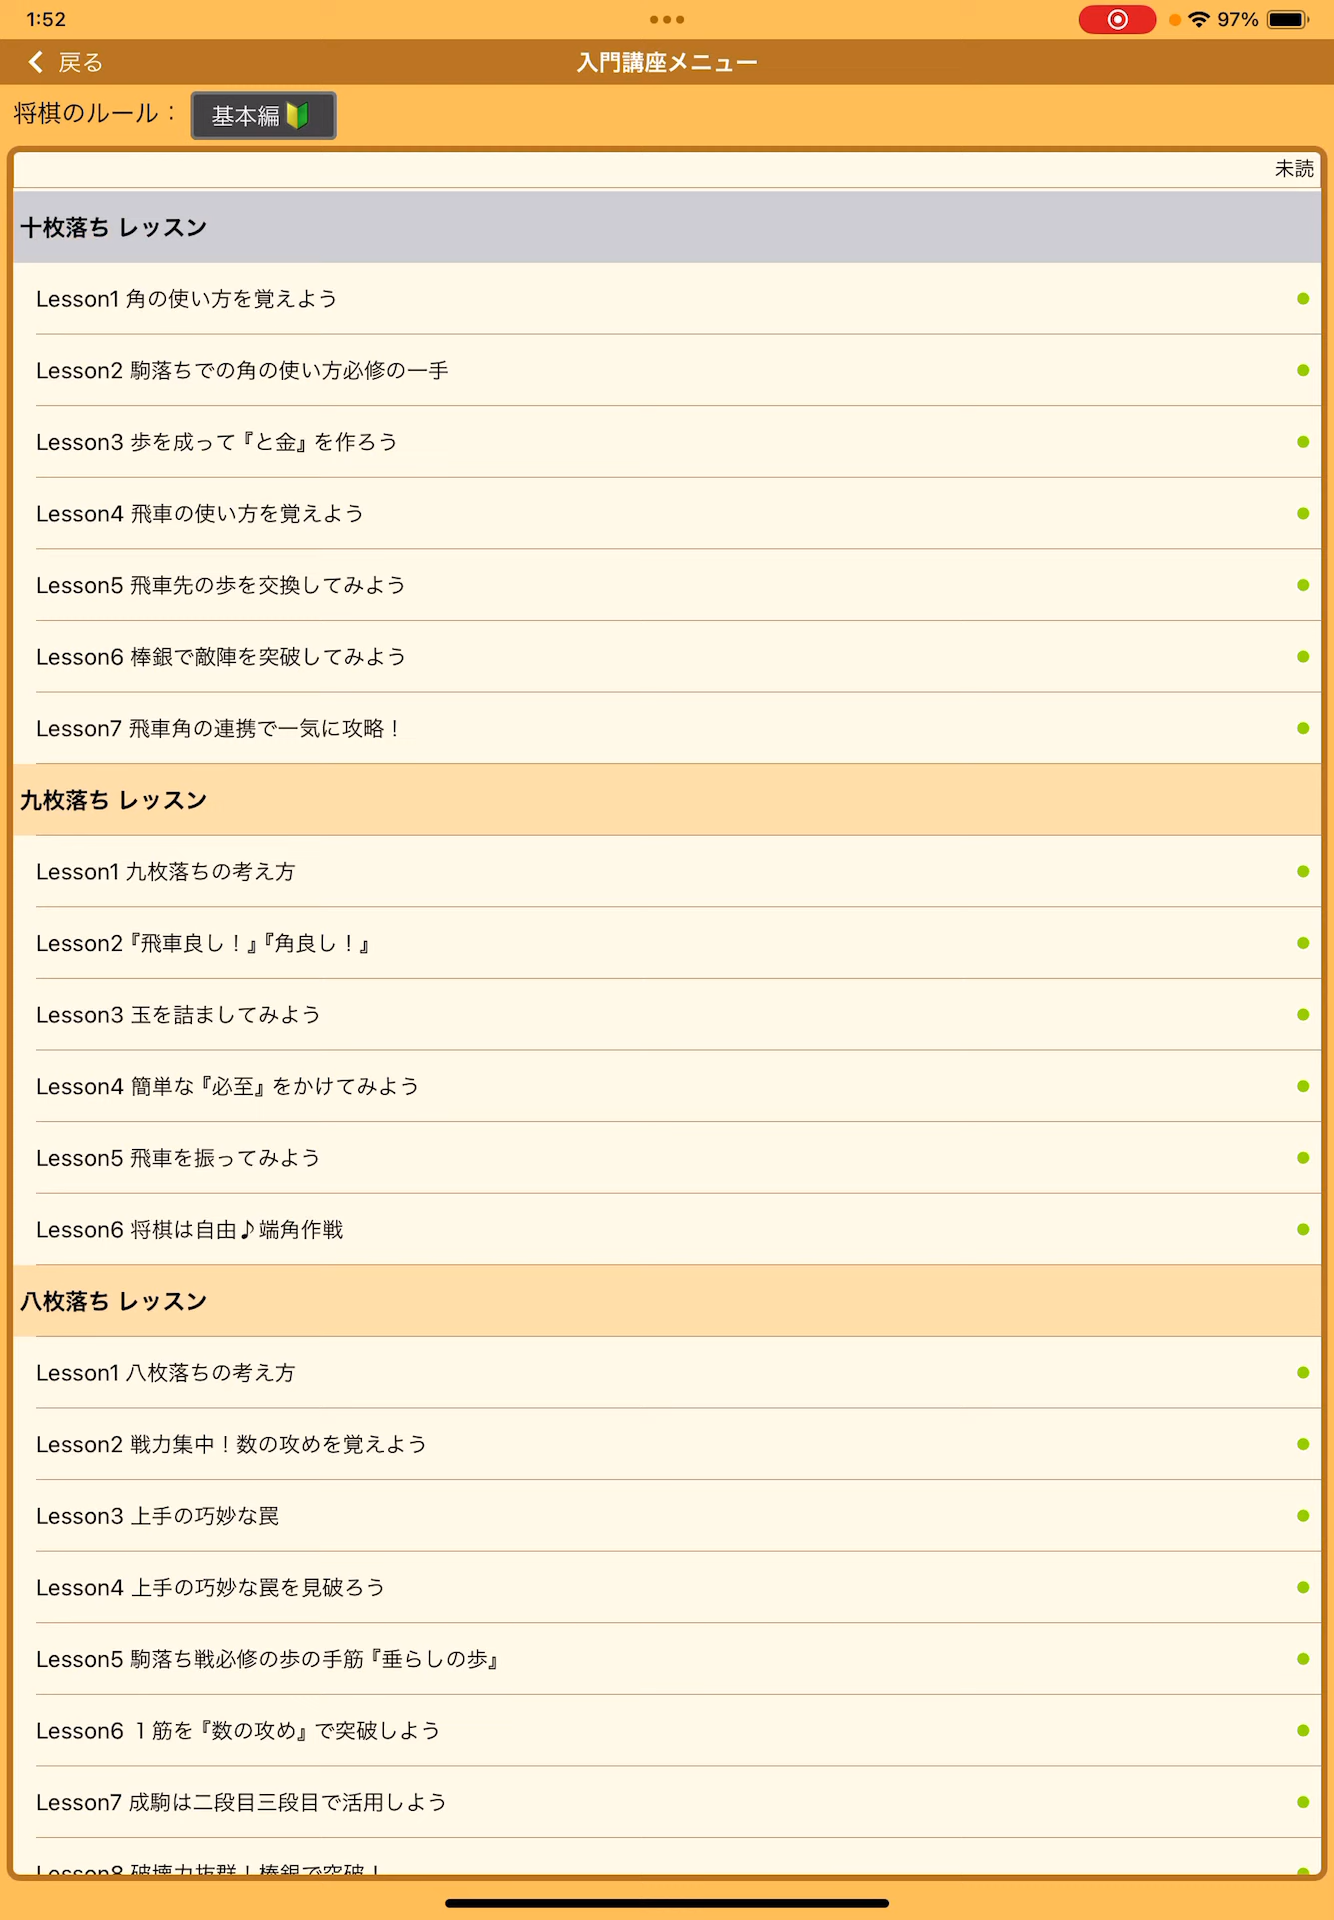 1:52
97%
戻る
入門講座メニュー
将棋のルール：
基本編
未読
十枚落ち レッスン
Lesson1 角の使い方を覚えよう
Lesson2 駒落ちでの角の使い方必修の一手
Lesson3 歩を成って『と金』を作ろう
Lesson4 飛車の使い方を覚えよう
Lesson5 飛車先の歩を交換してみよう
Lesson6 棒銀で敵陣を突破してみよう
Lesson7 飛車角の連携で一気に攻略！
九枚落ち レッスン
Lesson1 九枚落ちの考え方
Lesson2『飛車良し！』『角良し！』
Lesson3 玉を詰ましてみよう
Lesson4 簡単な『必至』をかけてみよう
Lesson5 飛車を振ってみよう
Lesson6 将棋は自由♪端角作戦
八枚落ち レッスン
Lesson1 八枚落ちの考え方
Lesson2 戦力集中！数の攻めを覚えよう
Lesson3 上手の巧妙な罠
Lesson4 上手の巧妙な罠を見破ろう
Lesson5 駒落ち戦必修の歩の手筋『垂らしの歩』
Lesson6 １筋を『数の攻め』で突破しよう
Lesson7 成駒は二段目三段目で活用しよう
Lesson8 破壊力抜群！棒銀で突破！